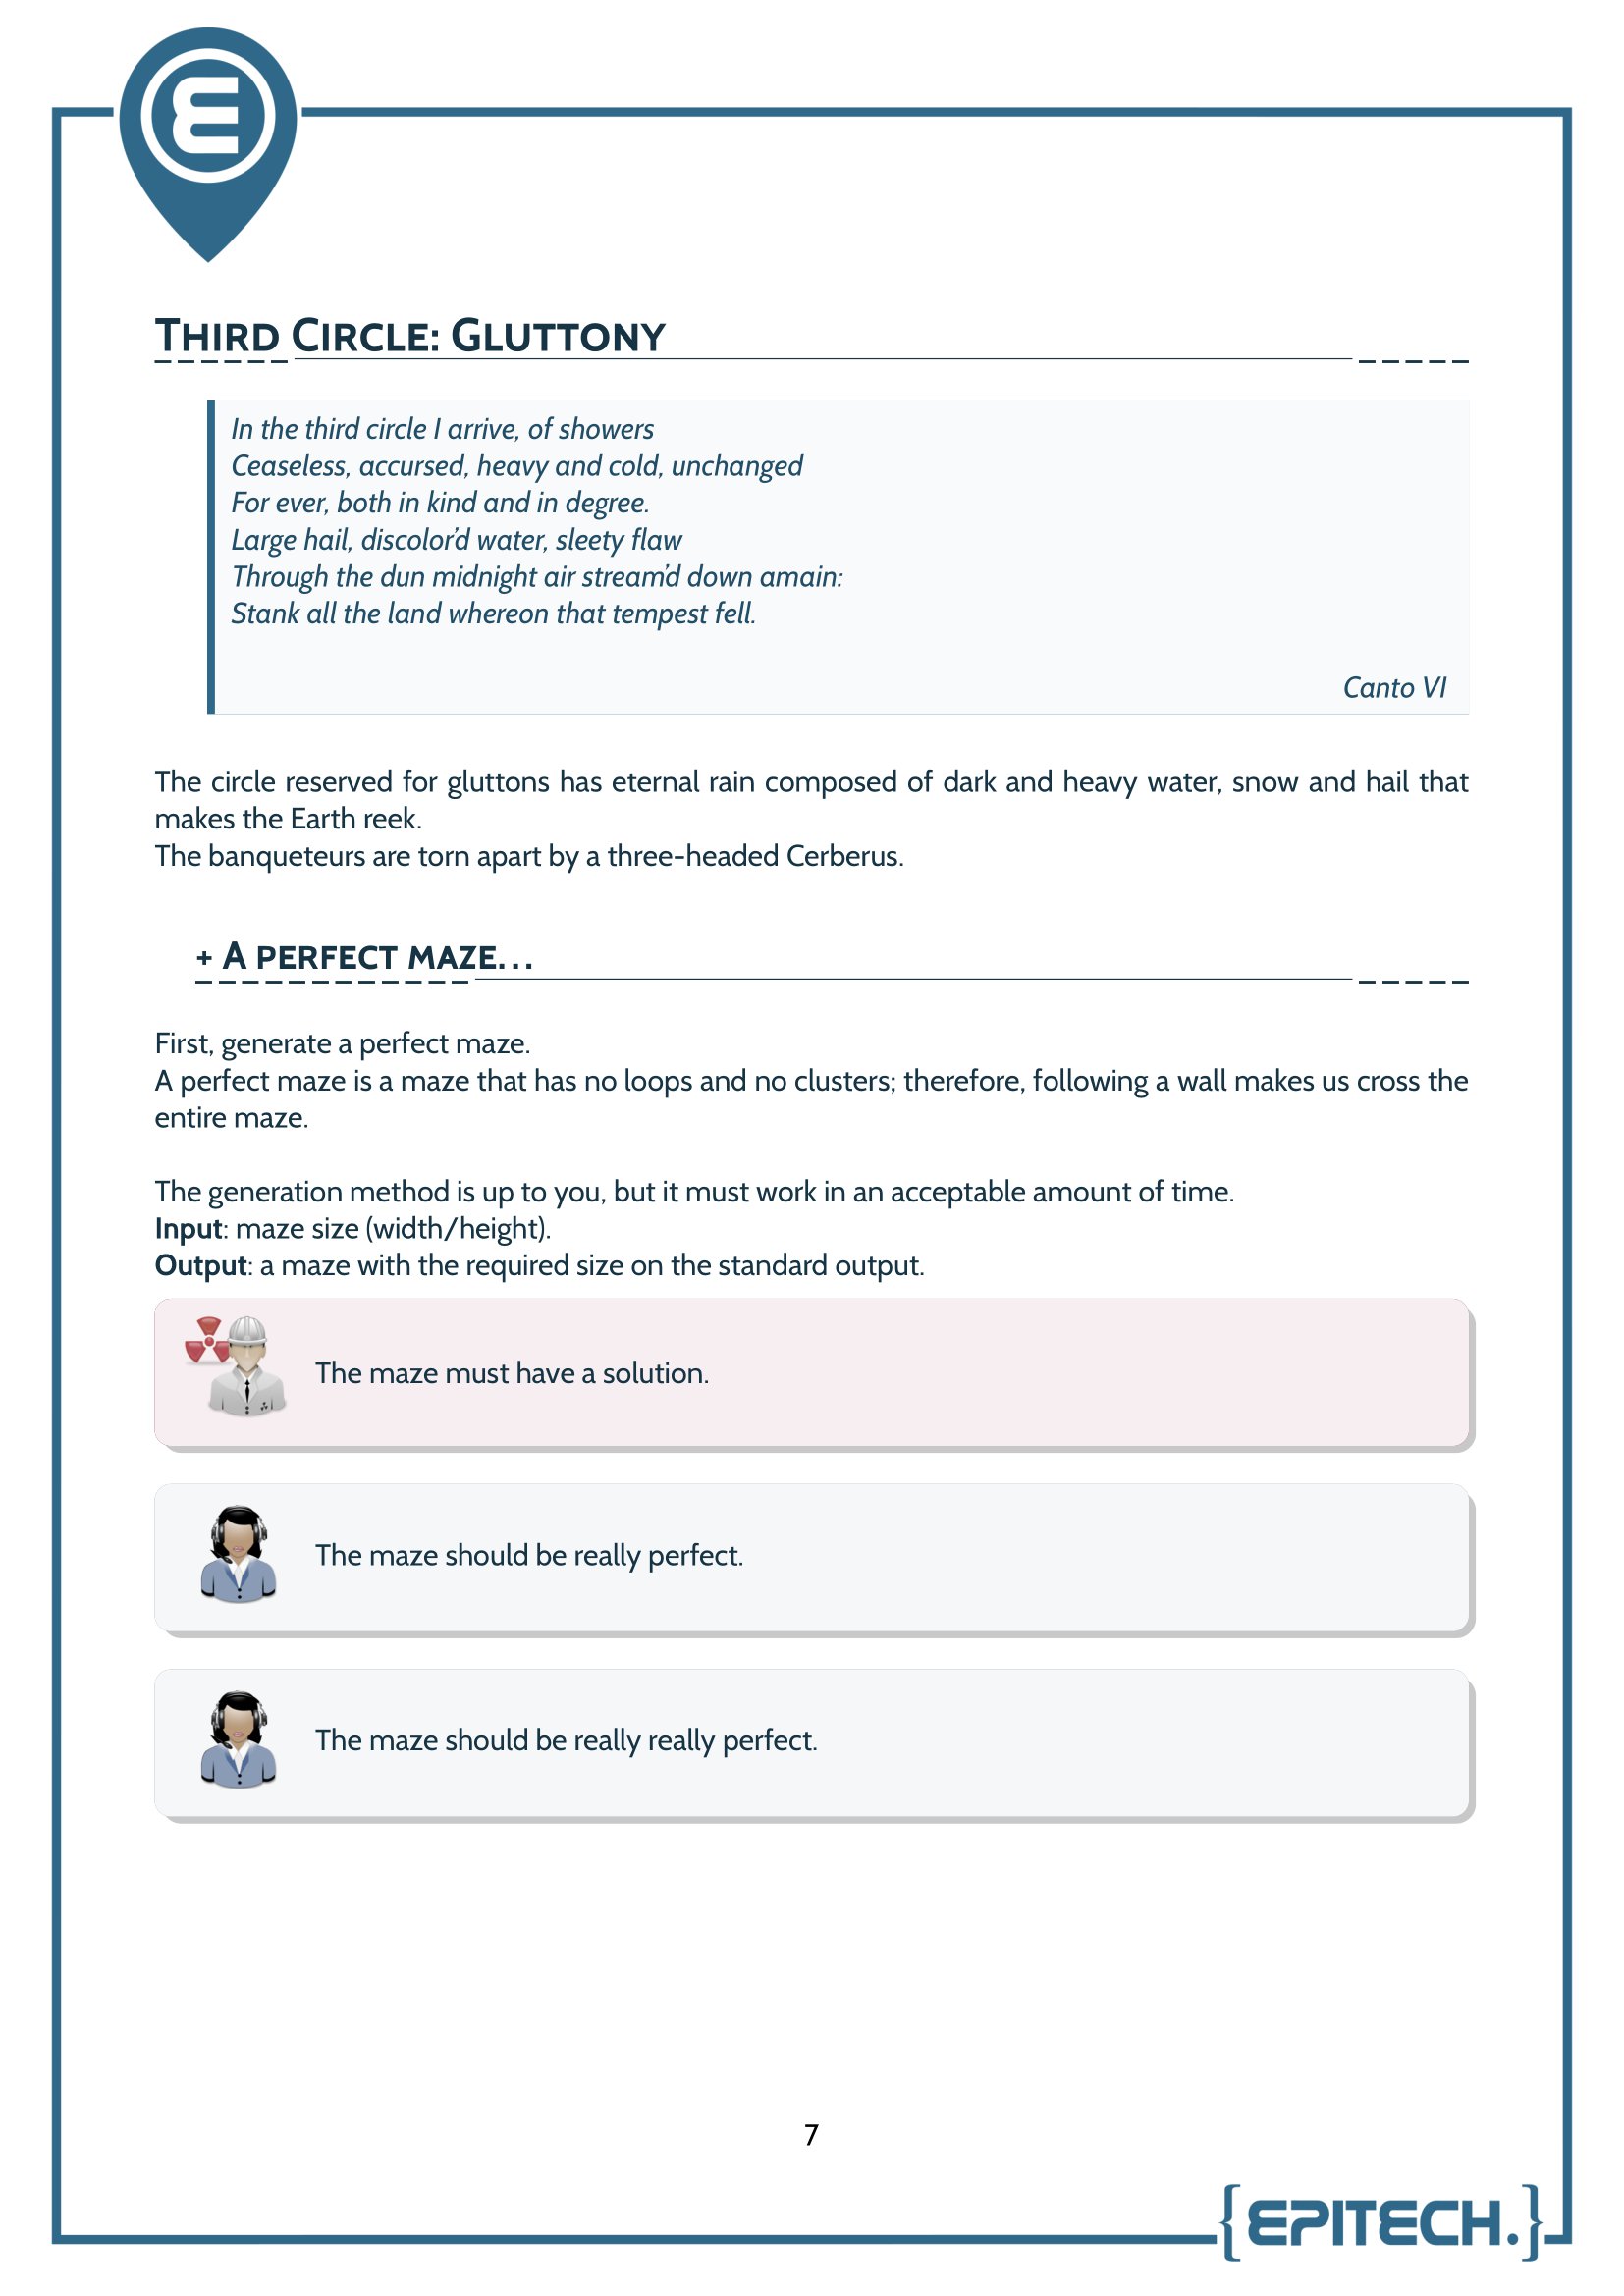 THIRD CIRCLE: GLUTTONY
In the third circle I arrive, of showers
Ceaseless, accursed, heavy and cold, unchanged
For ever, both in kind and in degree.
Large hail, discolor'd water, sleety flaw
Through the dun midnight air stream'd down amain:
Stank all the land whereon that tempest fell.
Canto VI
The circle reserved for gluttons has eternal rain composed of dark and heavy water, snow and hail that
makes the Earth reek.
The banqueteurs are torn apart by a three-headed Cerberus.
+ A PERFECT MAZE...
First, generate a perfect maze.
A perfect maze is a maze that has no loops and no clusters; therefore, following a wall makes us cross the
entire maze.
The generation method is up to you, but it must work in an acceptable amount of time.
Input: maze size (width/height).
Output: a maze with the required size on the standard output.
The maze must have a solution.
The maze should be really perfect.
The maze should be really really perfect.
7
{EPITECH.}